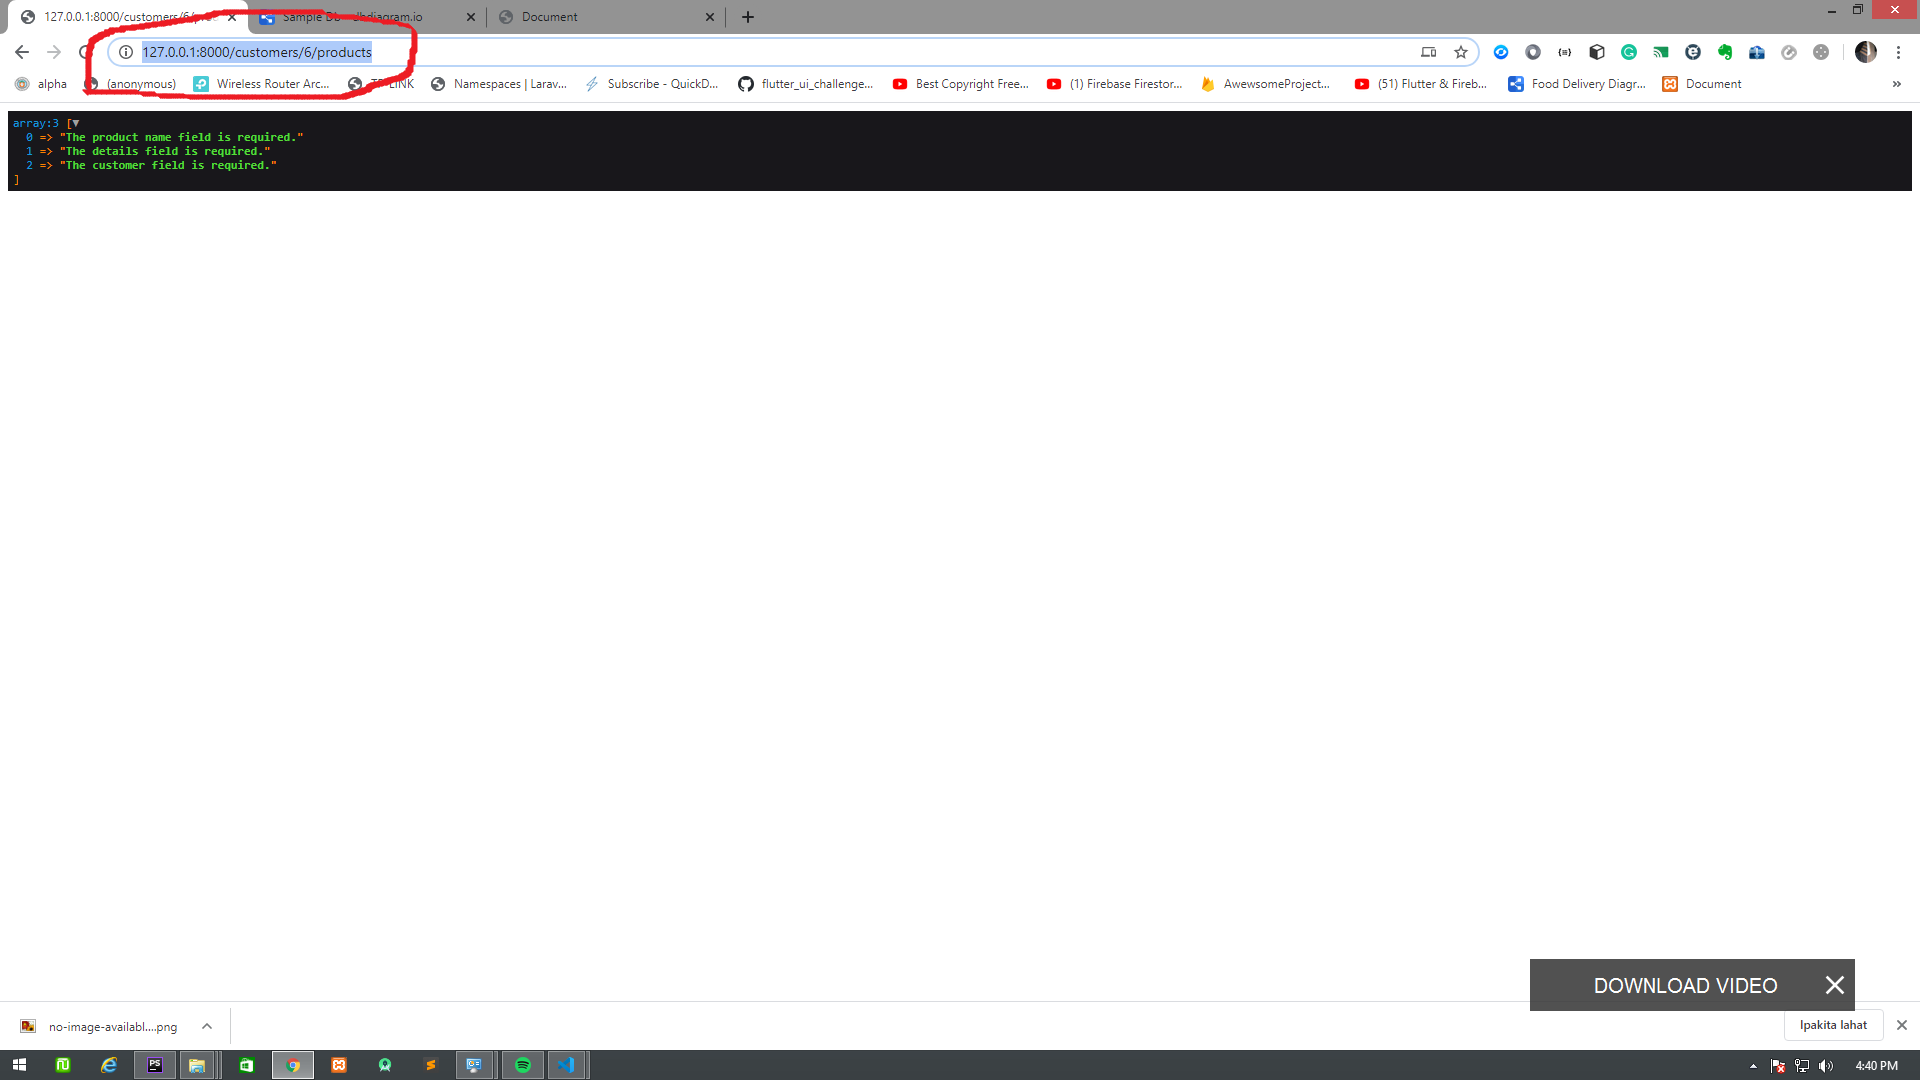 127.0.0.1:8000/customers/6/pro
Sample Db - dbdiagram.io
Document
127.0.0.1:8000/customers/6/products
alpha
(anonymous)
Wireless Router Arc...
TP-LINK
Namespaces | Larav...
Subscribe - QuickD...
flutter_ui_challenge...
Best Copyright Free...
(1) Firebase Firestor...
AwewsomeProject...
(51) Flutter & Fireb...
Food Delivery Diagr...
Document
»
array:3 [▼
0 => "The product name field is required."
1 => "The details field is required."
2 => "The customer field is required."
]
DOWNLOAD VIDEO
no-image-availabl....png
Ipakita lahat
4:40 PM